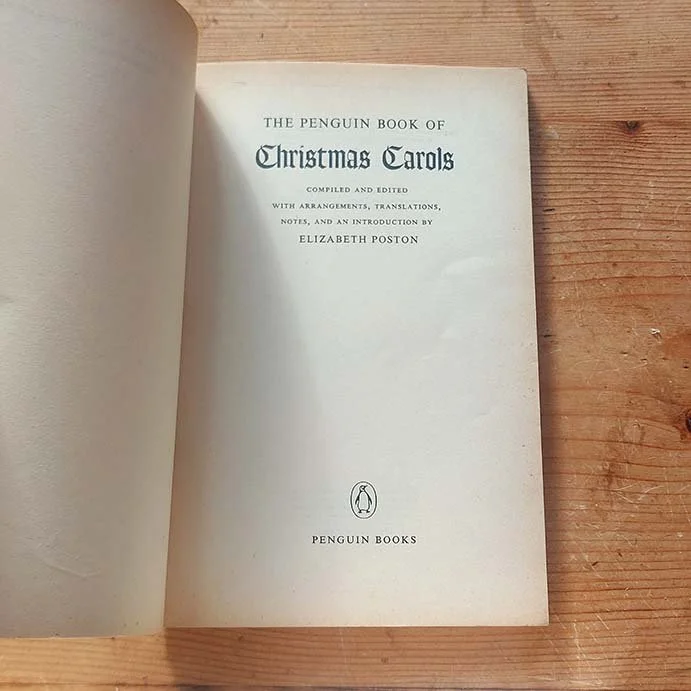 THE PENGUIN BOOK OF
Christmas Carols
COMPILED AND EDITED
WITH ARRANGEMENTS, TRANSLATIONS,
NOTES, AND AN INTRODUCTION BY
ELIZABETH POSTON
PENGUIN BOOKS